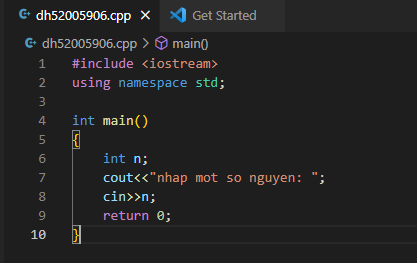 dh52005906.cpp × Get Started
dh52005906.cpp > main()
1 #include <iostream>
2 using namespace std;
3
4 int main()
5 {
6 int n;
7 cout<<"nhap mot so nguyen: ";
8 cin>>n;
9 return 0;
10 }